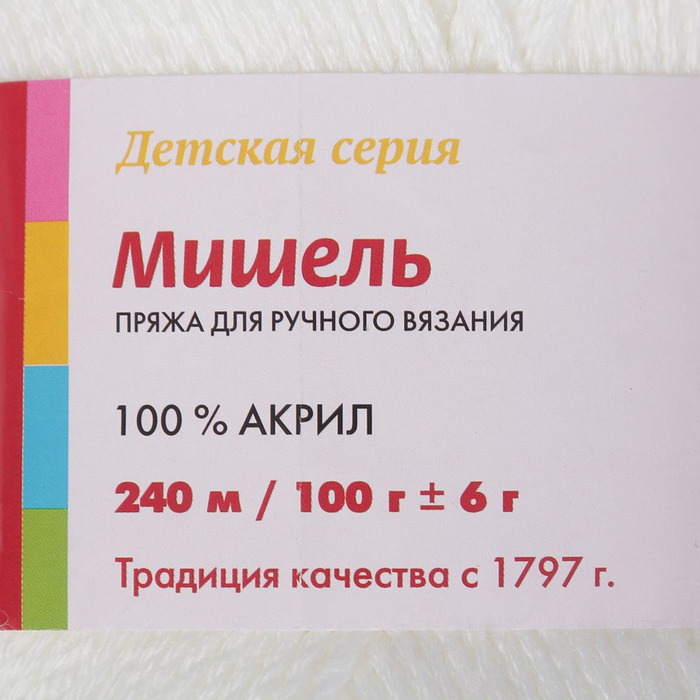 Детская серия
Мишель
ПРЯЖА ДЛЯ РУЧНОГО ВЯЗАНИЯ
100 % АКРИЛ
240 м / 100 г ± 6 г
Традиция качества с 1797 г.